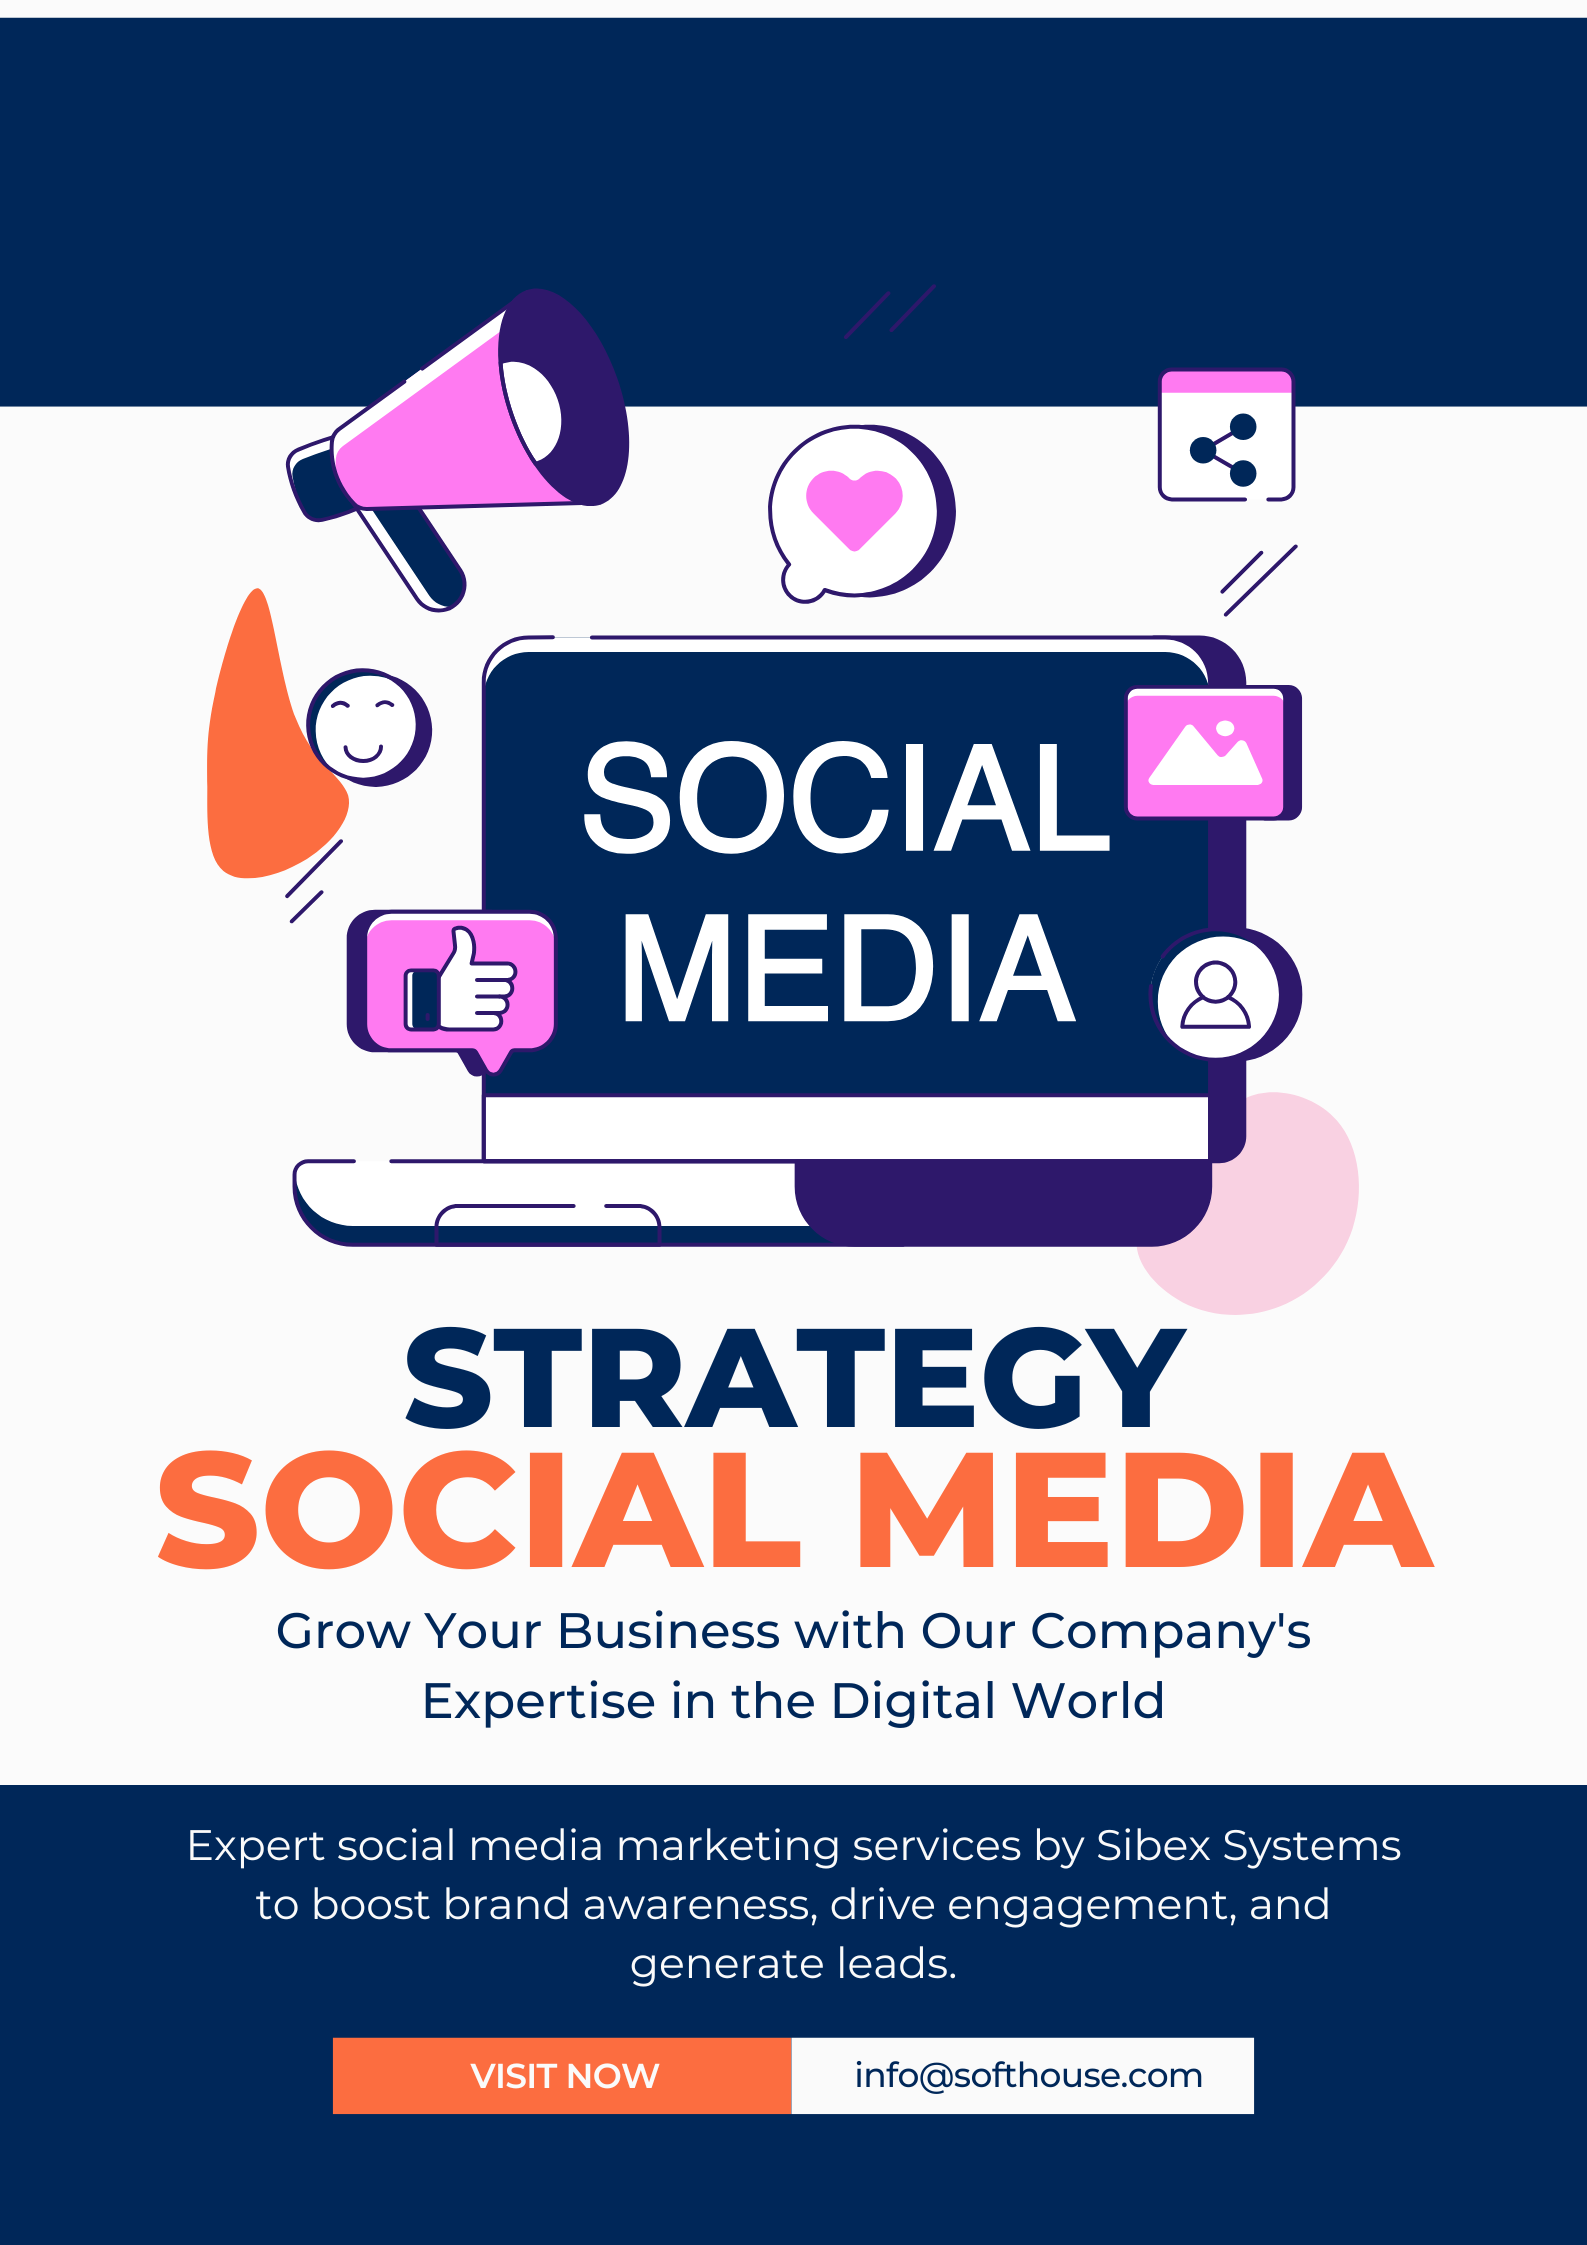 SOCIAL
MEDIA
STRATEGY
SOCIAL MEDIA
Grow Your Business with Our Company's
Expertise in the Digital World
Expert social media marketing services by Sibex Systems
to boost brand awareness, drive engagement, and
generate leads.
VISIT NOW
info@softhouse.com